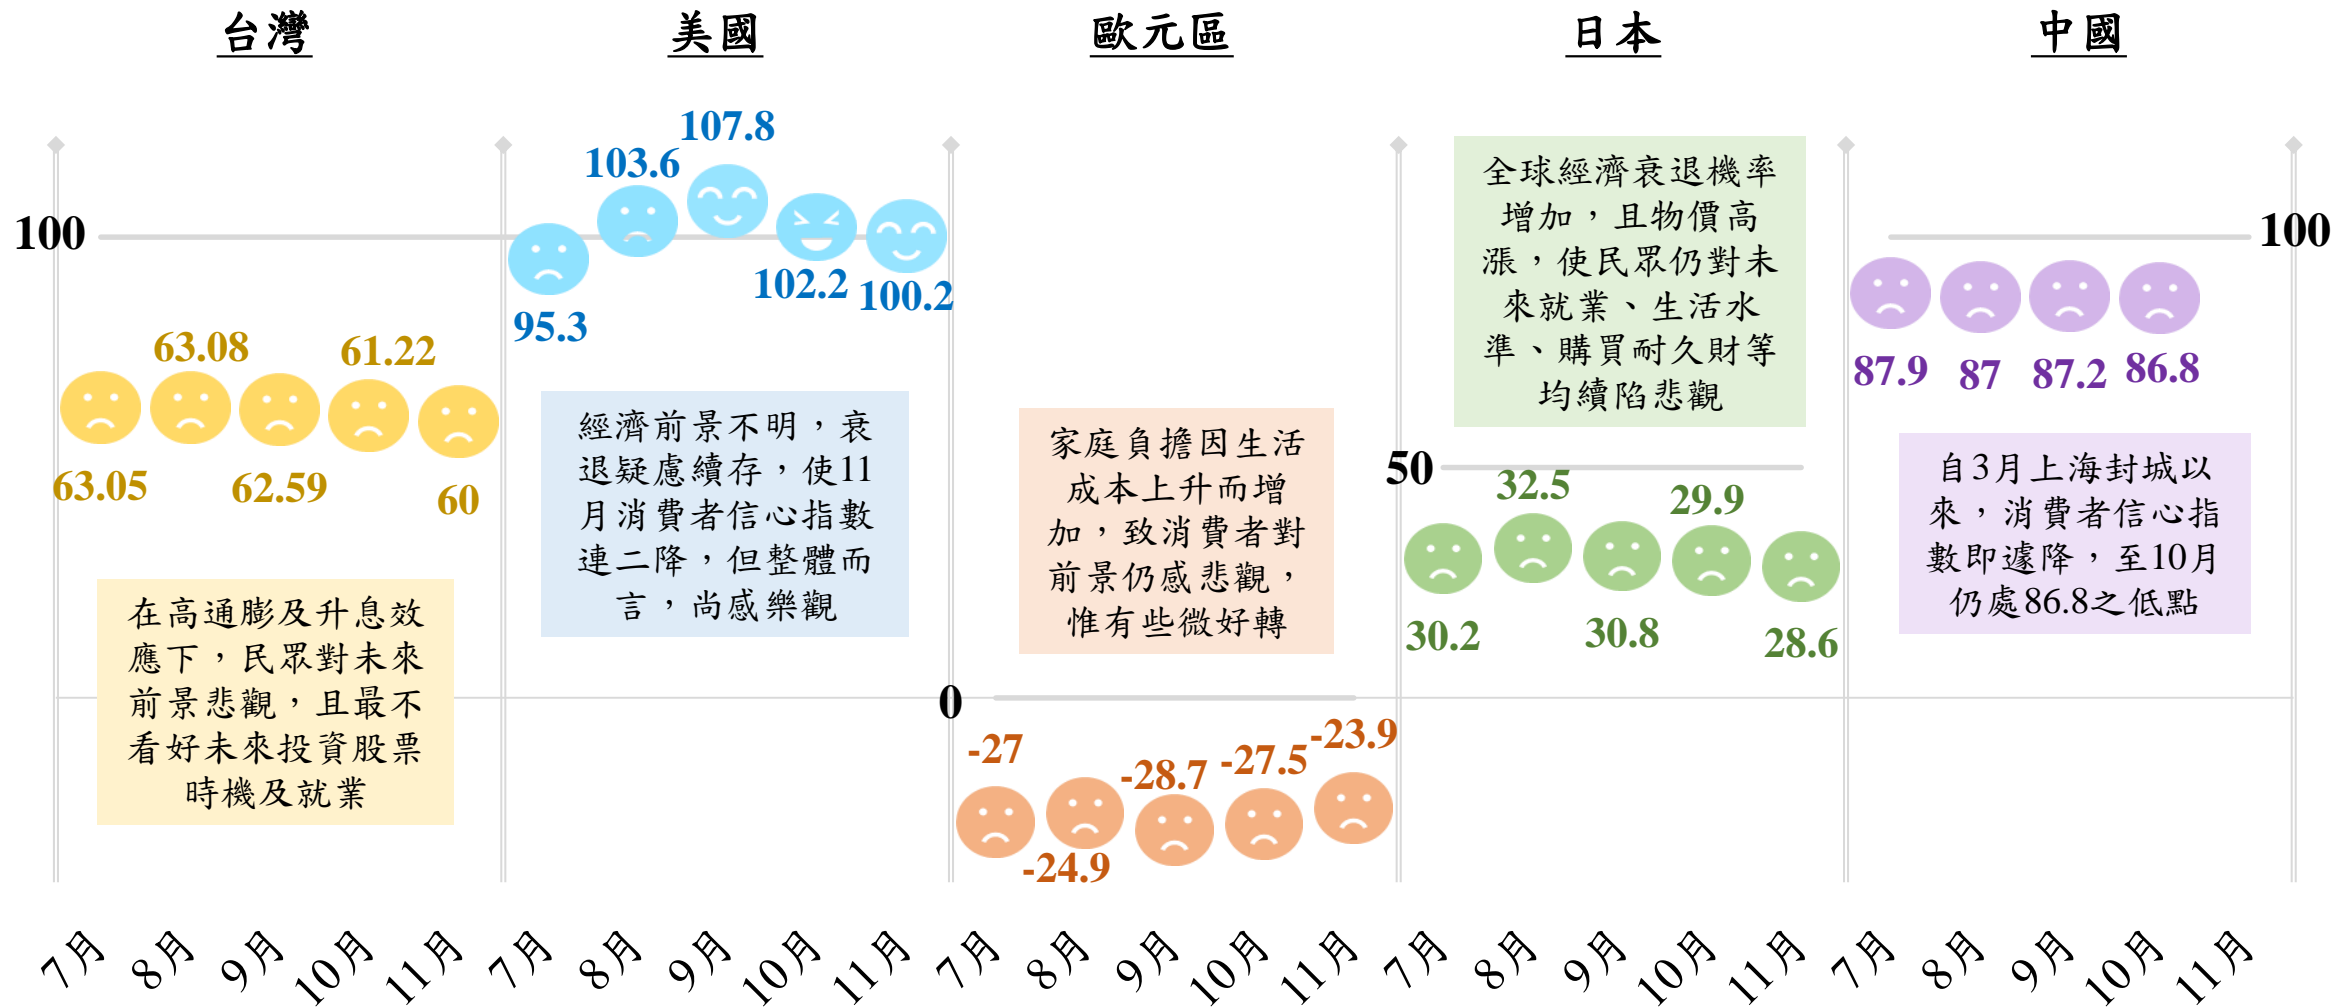 台灣
美國
歐元區
日本
中國
100
63.05
63.08
62.59
61.22
60
在高通膨及升息效
應下，民眾對未來
前景悲觀，且最不
看好未來投資股票
時機及就業
95.3
103.6
107.8
102.2
100.2
經濟前景不明，衰
退疑慮續存，使11
月消費者信心指數
連二降，但整體而
言，尚感樂觀
家庭負擔因生活
成本上升而增
加，致消費者對
前景仍感悲觀，
惟有些微好轉
0
-27
-24.9
-28.7
-27.5
-23.9
全球經濟衰退機率
增加，且物價高
漲，使民眾仍對未
來就業、生活水
準、購買耐久財等
均續陷悲觀
50
30.2
32.5
30.8
29.9
28.6
100
87.9
87
87.2
86.8
自3月上海封城以
來，消費者信心指
數即遽降，至10月
仍處86.8之低點
7月
8月
9月
10月
11月
7月
8月
9月
10月
11月
7月
8月
9月
10月
11月
7月
8月
9月
10月
11月
7月
8月
9月
10月
11月